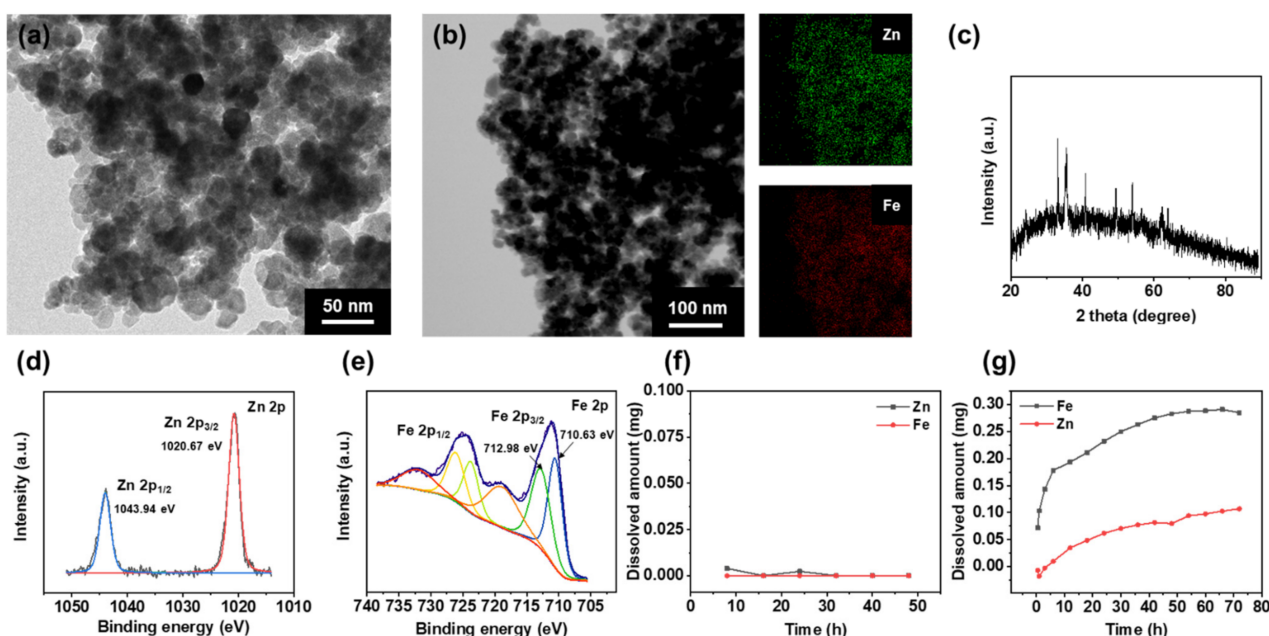 (a)
50 nm
(b)
100 nm
Zn
Fe
(c)
Intensity (a.u.)
20 40 60 80
2 theta (degree)
(d)
Zn 2p
Zn 2p3/2
1020.67 eV
Zn 2p1/2
1043.94 eV
Intensity (a.u.)
1050 1040 1030 1020 1010
Binding energy (eV)
(e)
Fe 2p
Fe 2p3/2
710.63 eV
712.98 eV
Fe 2p1/2
Intensity (a.u.)
740 735 730 725 720 715 710 705
Binding energy (eV)
(f)
Zn
Fe
Dissolved amount (mg)
0.100
0.075
0.050
0.025
0.000
0 10 20 30 40 50
Time (h)
(g)
Fe
Zn
Dissolved amount (mg)
0.30
0.25
0.20
0.15
0.10
0.05
0.00
0 10 20 30 40 50 60 70 80
Time (h)